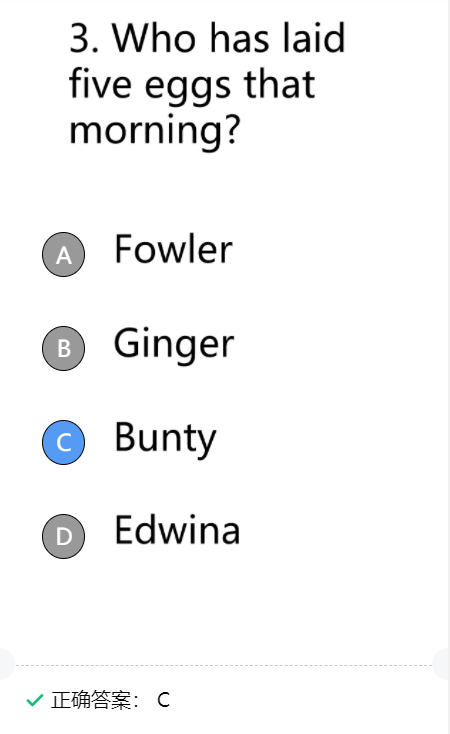 3. Who has laid
five eggs that
morning?
A Fowler
B Ginger
C Bunty
D Edwina
正确答案： C